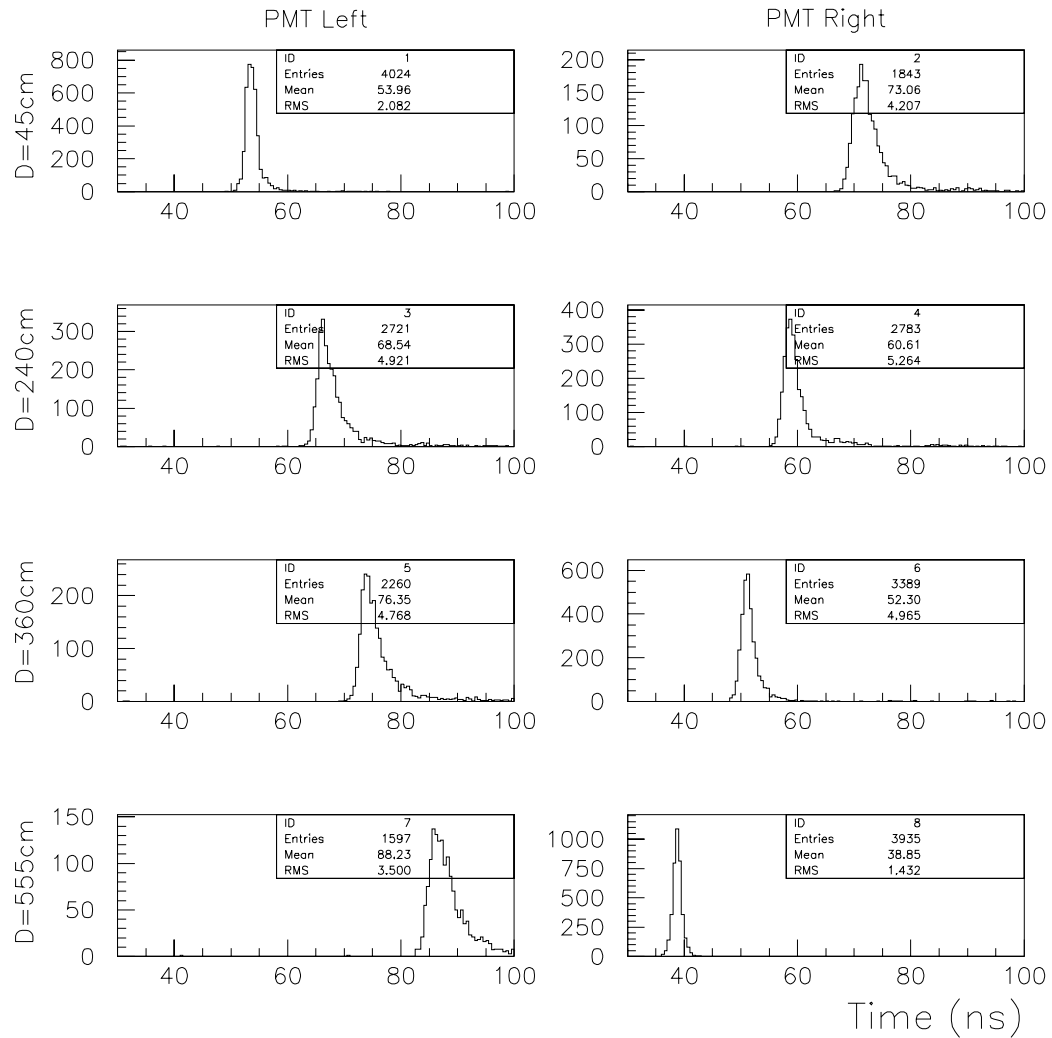 PMT Left PMT Right
D=45cm
800
600
400
200
0
40 60 80 100
ID 1
Entries 4024
Mean 53.96
RMS 2.082
200
150
100
50
0
40 60 80 100
ID 2
Entries 1843
Mean 73.06
RMS 4.207
D=240cm
300
200
100
0
40 60 80 100
ID 3
Entries 2721
Mean 68.54
RMS 4.921
400
300
200
100
0
40 60 80 100
ID 4
Entries 2783
Mean 60.61
RMS 5.264
D=360cm
200
100
0
40 60 80 100
ID 5
Entries 2260
Mean 76.35
RMS 4.768
600
400
200
0
40 60 80 100
ID 6
Entries 3389
Mean 52.30
RMS 4.965
D=555cm
150
100
50
0
40 60 80 100
ID 7
Entries 1597
Mean 88.23
RMS 3.500
1000
750
500
250
0
40 60 80 100
ID 8
Entries 3935
Mean 38.85
RMS 1.432
Time (ns)